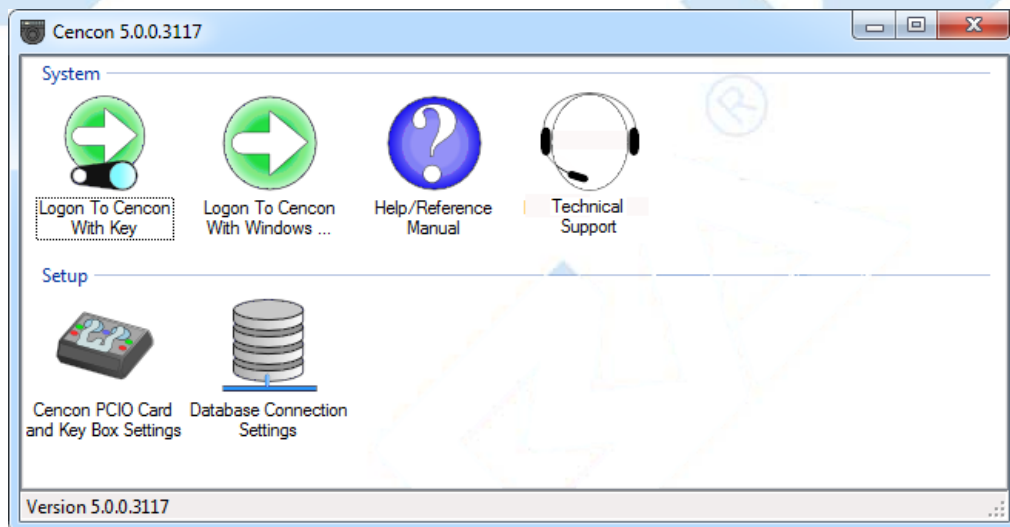 Cencon 5.0.0.3117
System
Logon To Cencon
With Key
Logon To Cencon
With Windows ...
Help/Reference
Manual
Technical
Support
Setup
Cencon PCIO Card
and Key Box Settings
Database Connection
Settings
Version 5.0.0.3117